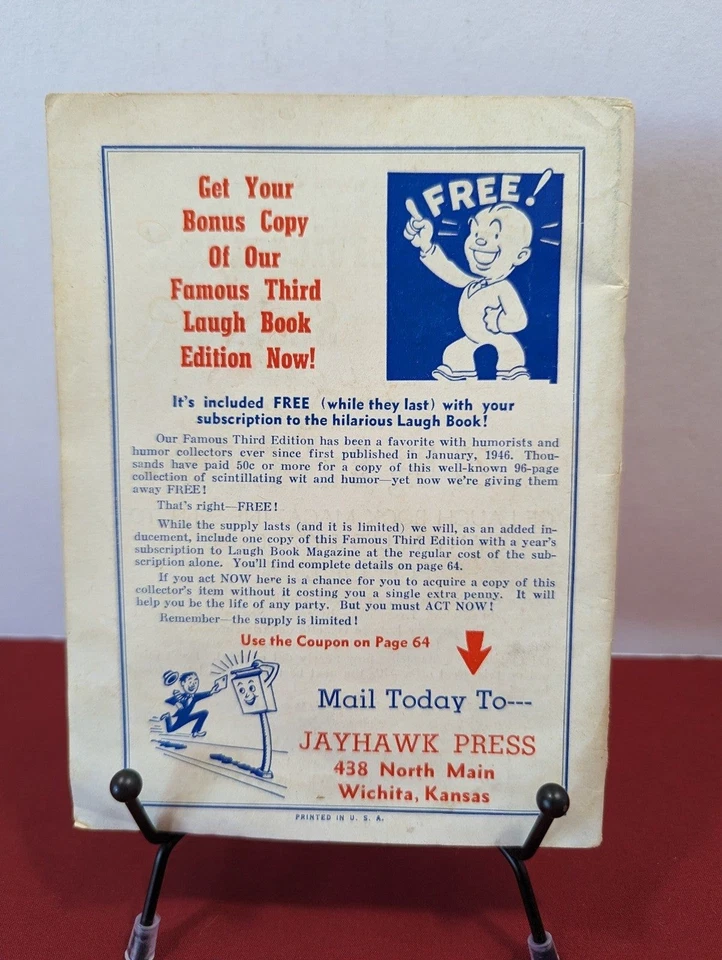 Get Your
Bonus Copy
Of Our
Famous Third
Laugh Book
Edition Now!
FREE!
It's included FREE (while they last) with your
subscription to the hilarious Laugh Book!
Our Famous Third Edition has been a favorite with humorists and
humor collectors ever since first published in January, 1946. Thou-
sands have paid 50c or more for a copy of this well-known 96-page
collection of scintillating wit and humor—yet now we're giving them
away FREE!
That's right—FREE!
While the supply lasts (and it is limited) we will, as an added in-
ducement, include one copy of this Famous Third Edition with a year's
subscription to Laugh Book Magazine at the regular cost of the sub-
scription alone. You'll find complete details on page 64.
If you act NOW here is a chance for you to acquire a copy of this
collector's item without it costing you a single extra penny. It will
help you be the life of any party. But you must ACT NOW!
Remember—the supply is limited!
Use the Coupon on Page 64
Mail Today To---
JAYHAWK PRESS
438 North Main
Wichita, Kansas
PRINTED IN U. S. A.